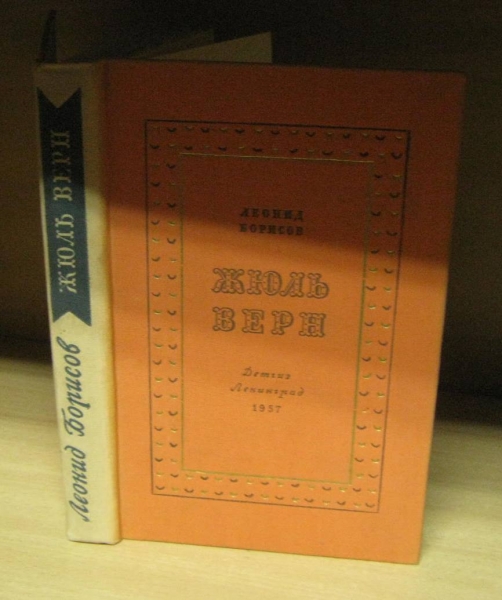 Леонид Борисов
ЖЮЛЬ ВЕРН
ЛЕОНИД
БОРИСОВ
ЖЮЛЬ
ВЕРН
Детгиз
Ленинград
1957